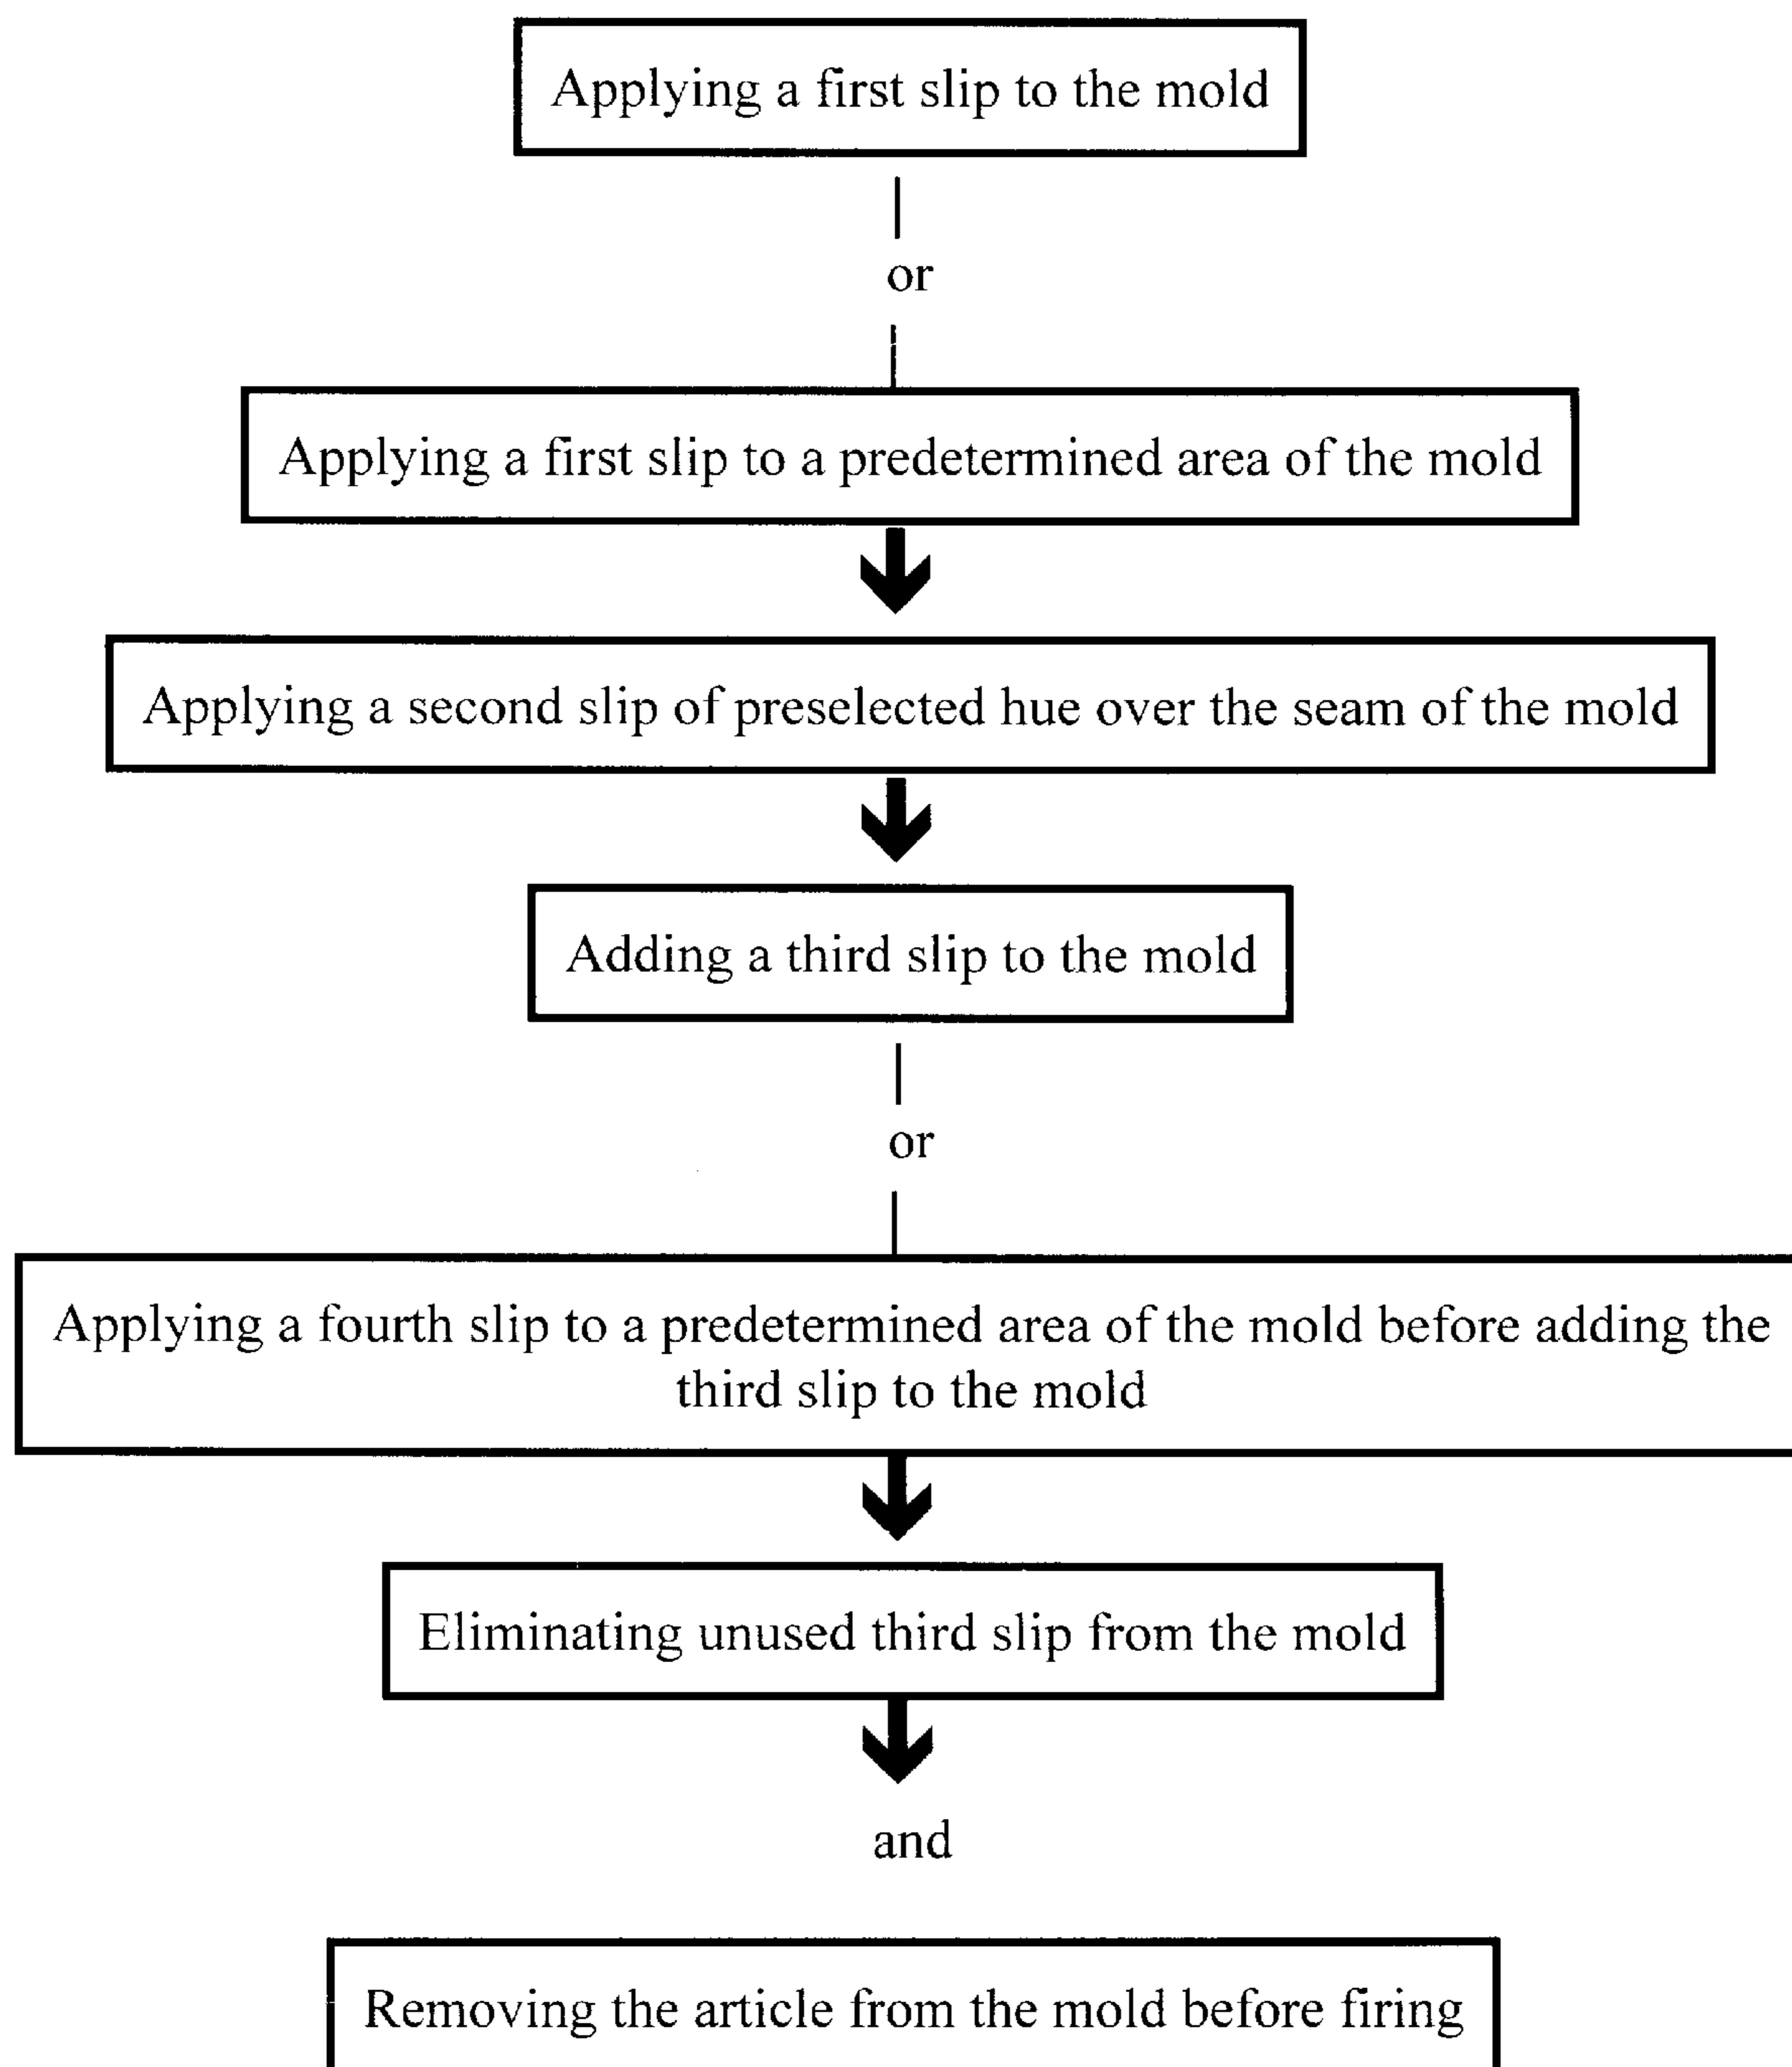 Applying a first slip to the mold
or
Applying a first slip to a predetermined area of the mold
Applying a second slip of preselected hue over the seam of the mold
Adding a third slip to the mold
or
Applying a fourth slip to a predetermined area of the mold before adding the
third slip to the mold
Eliminating unused third slip from the mold
and
Removing the article from the mold before firing